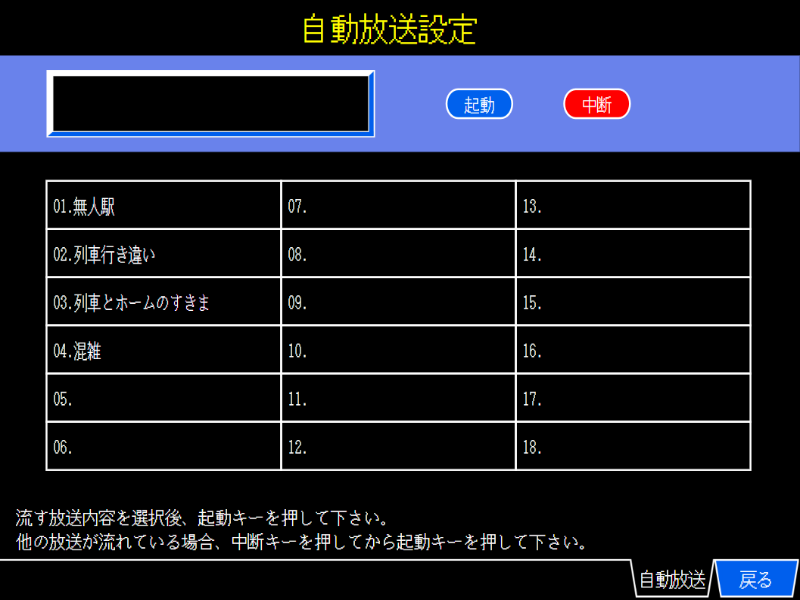 自動放送設定
起動 中断
01.無人駅 07. 13.
02.列車行き違い 08. 14.
03.列車とホームのすきま 09. 15.
04.混雑 10. 16.
05. 11. 17.
06. 12. 18.
流す放送内容を選択後、起動キーを押して下さい。
他の放送が流れている場合、中断キーを押してから起動キーを押して下さい。
自動放送 戻る